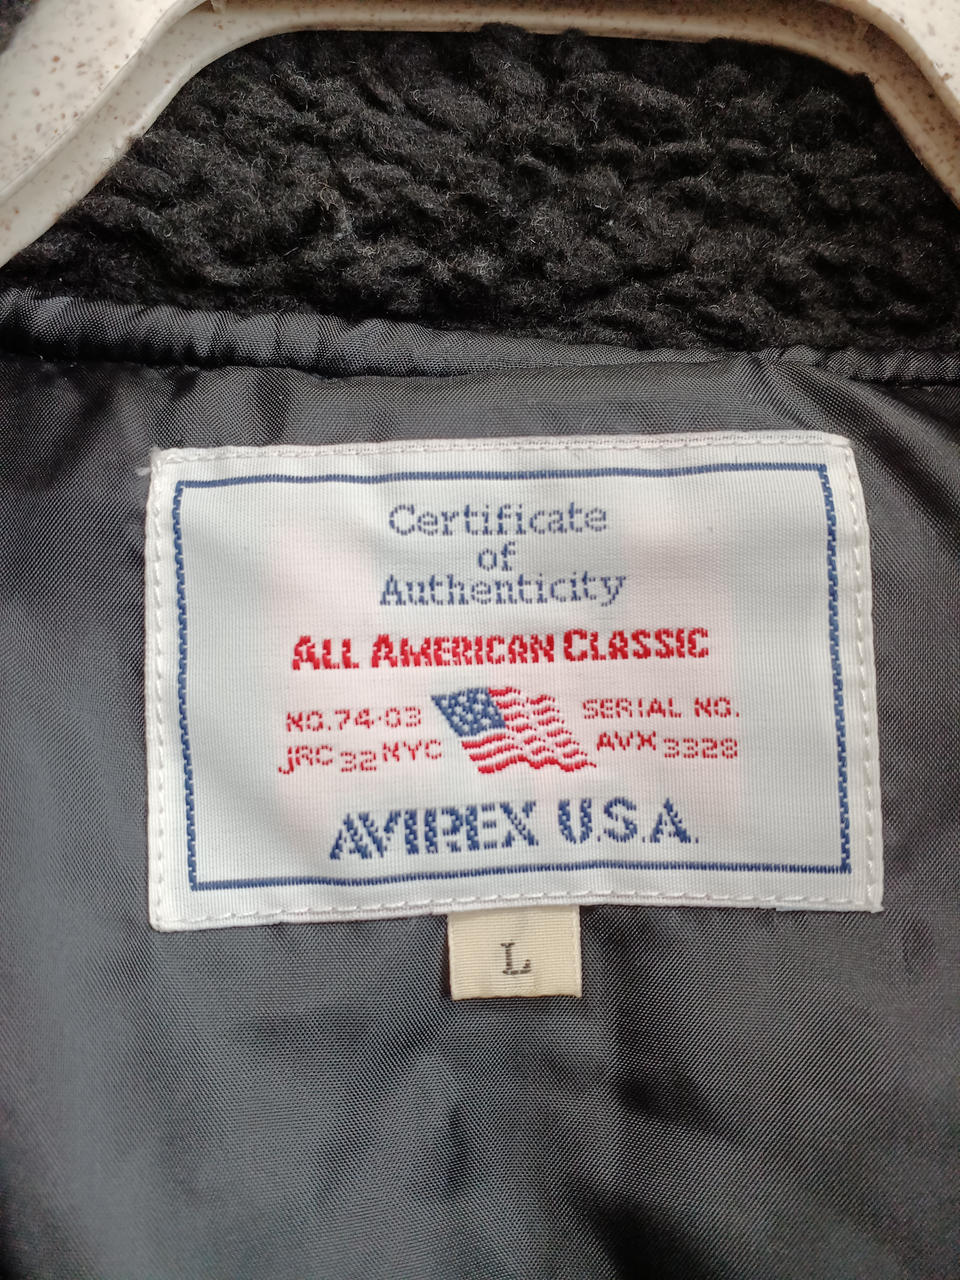 Certificate
of
Authenticity
ALL AMERICAN CLASSIC
NO.74-03 SERIAL NO.
JRC 32 NYC AVX 3328
AVIREX U.S.A.
L